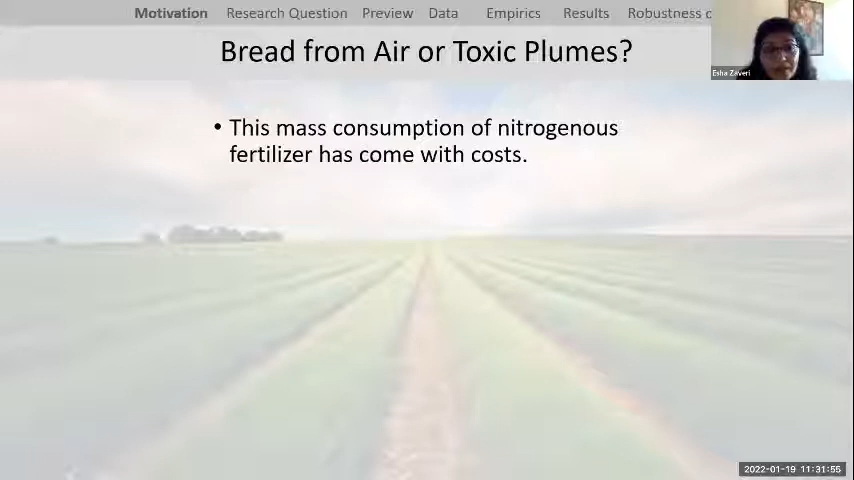 Motivation Research Question Preview Data Empirics Results Robustness
Bread from Air or Toxic Plumes?
Esha Zaveri
• This mass consumption of nitrogenous
fertilizer has come with costs.
2022-01-19 11:31:55